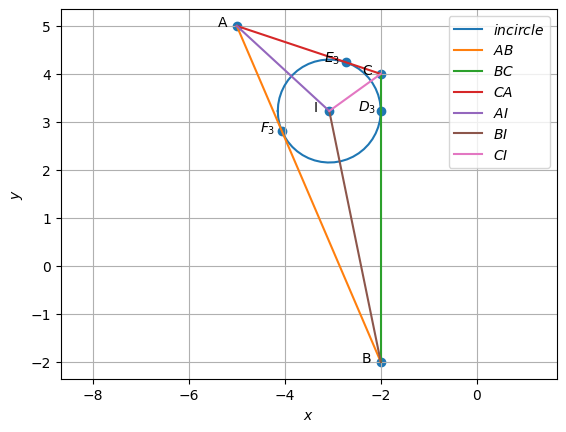 incircle
AB
BC
CA
AI
BI
CI
A
E₃
C
D₃
I
F₃
B
5
4
3
2
1
0
−1
−2
y
−8
−6
−4
−2
0
x